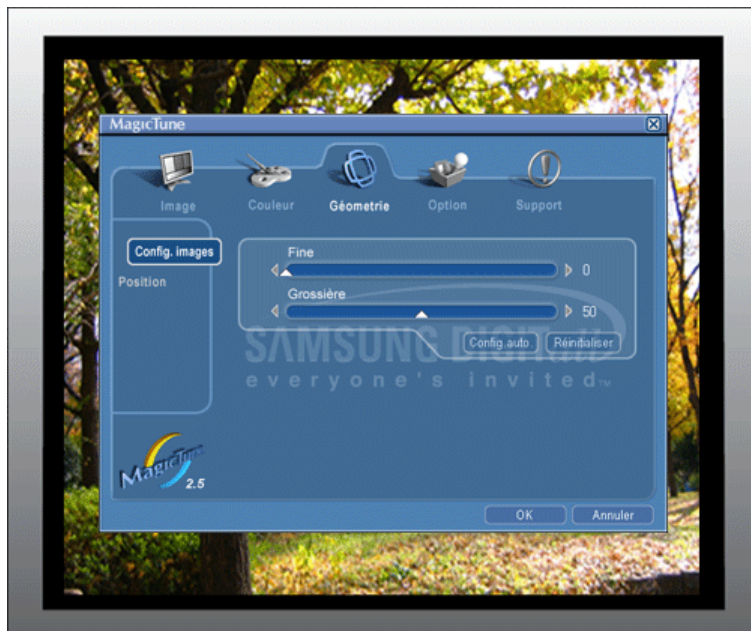 MagicTune
Image
Couleur
Géometrie
Option
Support
Config. images
Position
Fine
0
Grossière
50
Config.auto
Réinitialiser
SAMSUNG DIGITall
everyone's invited™
MagicTune
2.5
OK
Annuler